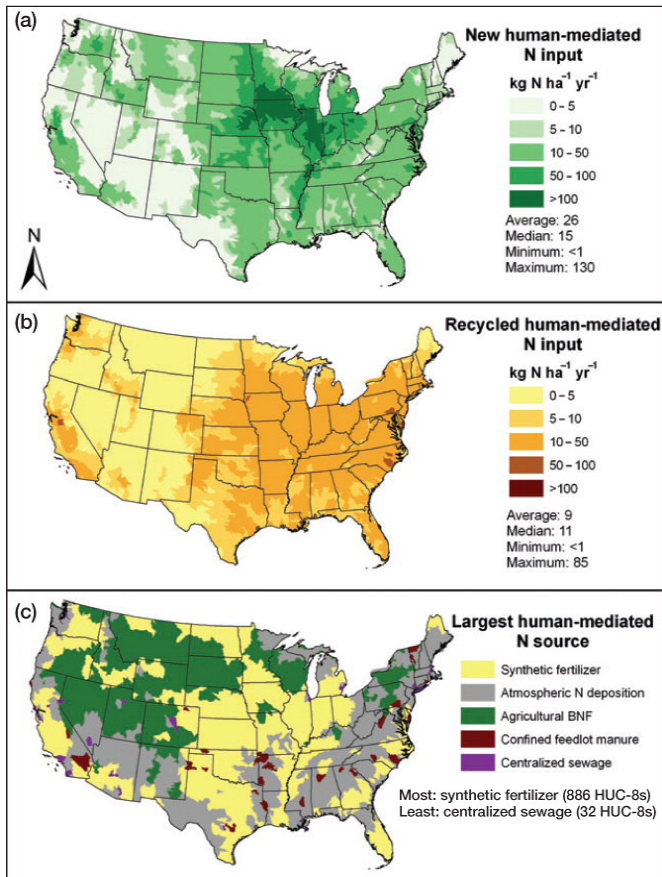 (a)
New human-mediated
N input
kg N ha⁻¹ yr⁻¹
0 – 5
5 – 10
10 – 50
50 – 100
>100
Average: 26
Median: 15
Minimum: <1
Maximum: 130
N
(b)
Recycled human-mediated
N input
kg N ha⁻¹ yr⁻¹
0 – 5
5 – 10
10 – 50
50 – 100
>100
Average: 9
Median: 11
Minimum: <1
Maximum: 85
(c)
Largest human-mediated
N source
Synthetic fertilizer
Atmospheric N deposition
Agricultural BNF
Confined feedlot manure
Centralized sewage
Most: synthetic fertilizer (886 HUC-8s)
Least: centralized sewage (32 HUC-8s)